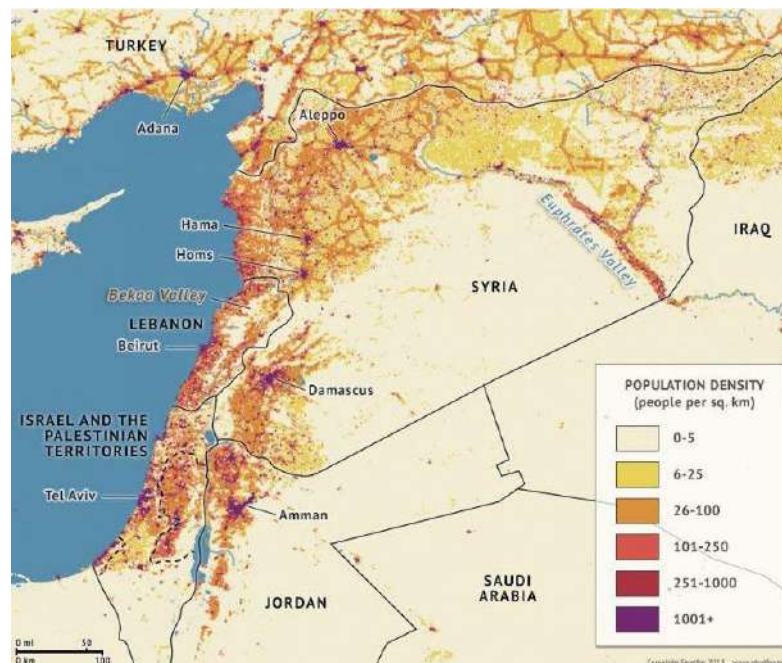 TURKEY
Adana
Aleppo
Hama
Homs
Bekaa Valley
LEBANON
Beirut
SYRIA
Euphrates Valley
IRAQ
Damascus
ISRAEL AND THE
PALESTINIAN
TERRITORIES
Tel Aviv
Amman
JORDAN
SAUDI
ARABIA
POPULATION DENSITY
(people per sq. km)
0-5
6-25
26-100
101-250
251-1000
1001+
0 mi 50
0 km 100